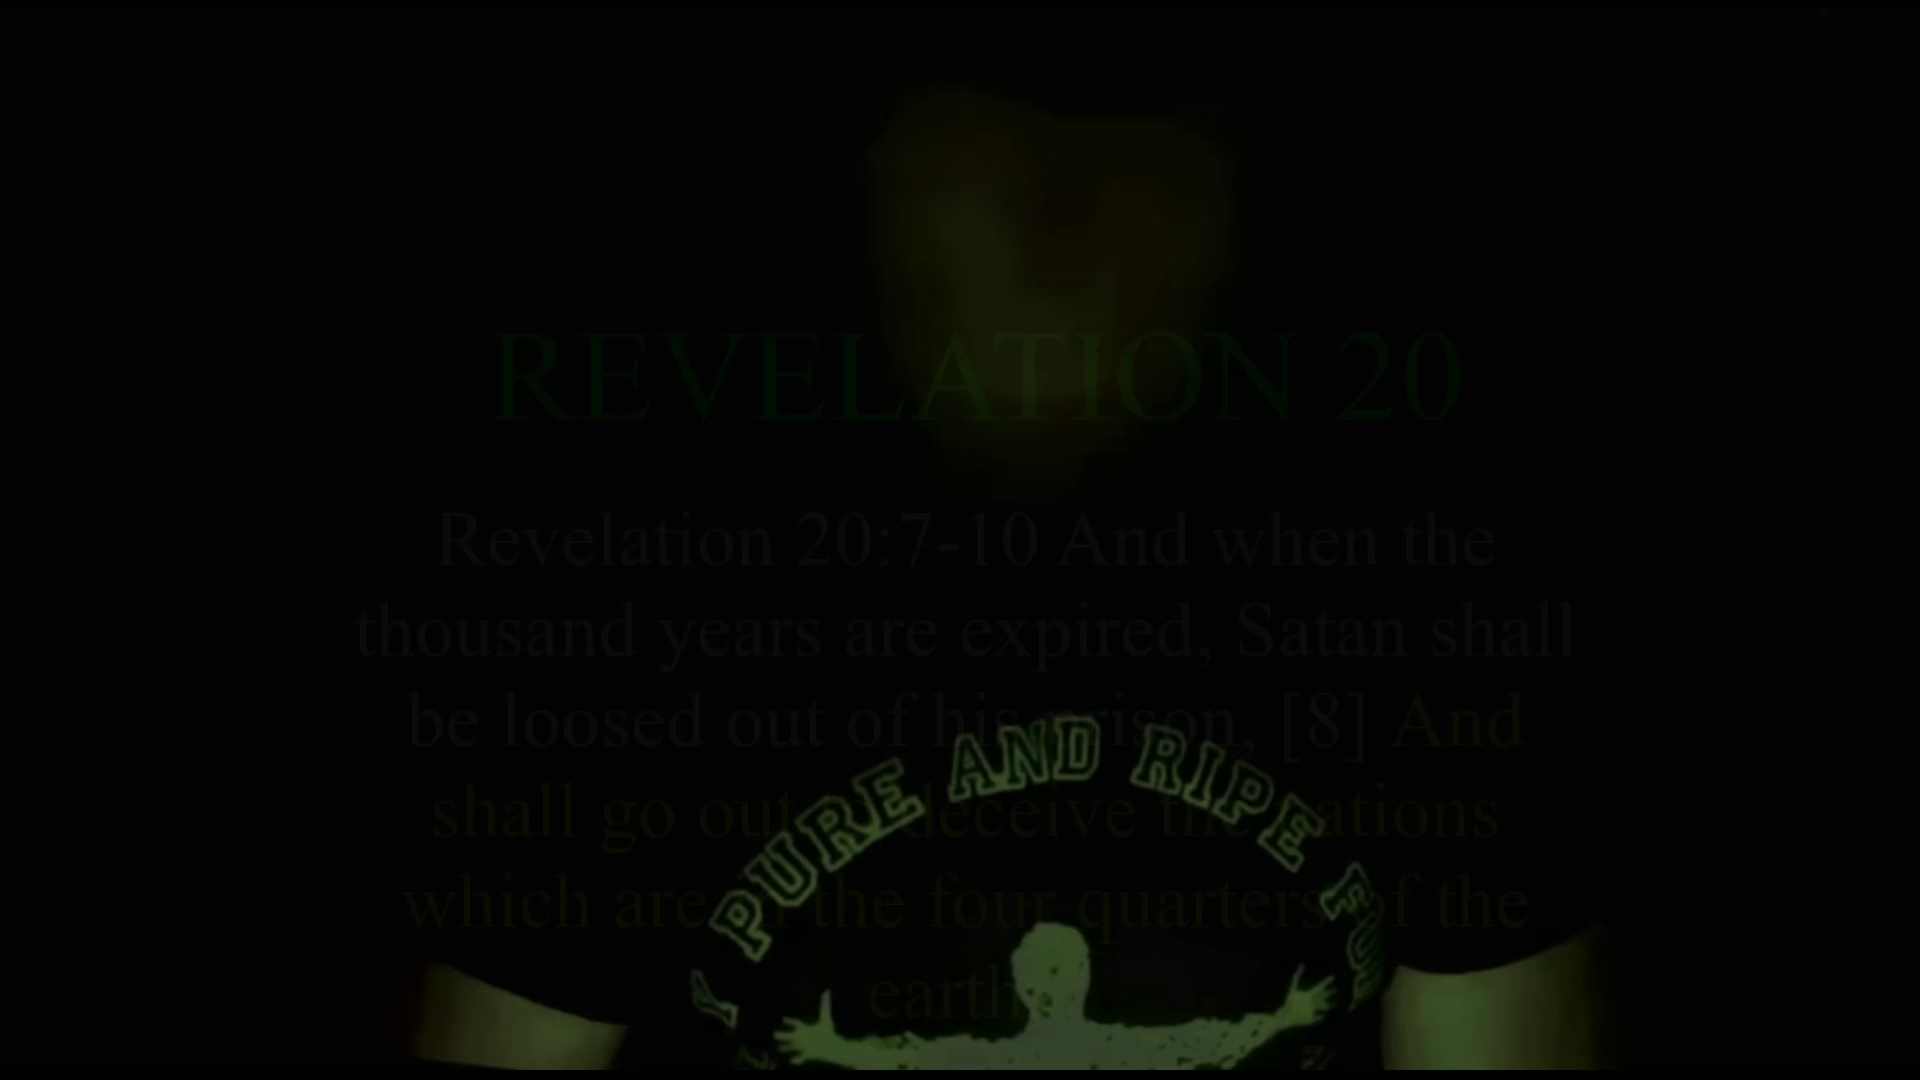 REVELATION 20
Revelation 20:7-10 And when the
thousand years are expired, Satan shall
be loosed out of his prison, [8] And
shall go out deceive the nations
which are the four quarters of the
earth
PURE AND RIPE